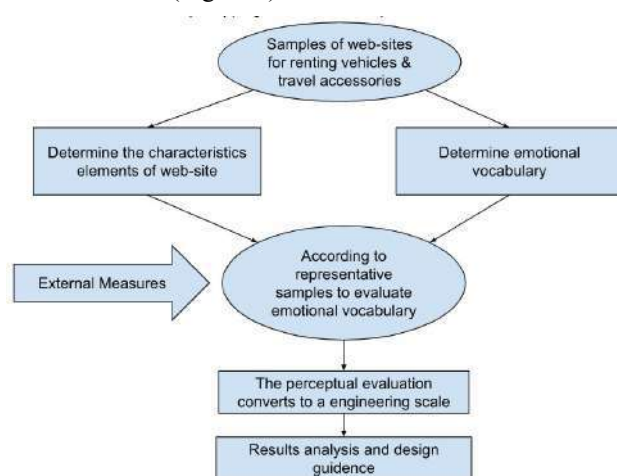 Samples of web-sites
for renting vehicles &
travel accessories
Determine the characteristics
elements of web-site
Determine emotional
vocabulary
External Measures
According to
representative
samples to evaluate
emotional vocabulary
The perceptual evaluation
converts to a engineering scale
Results analysis and design
guidence